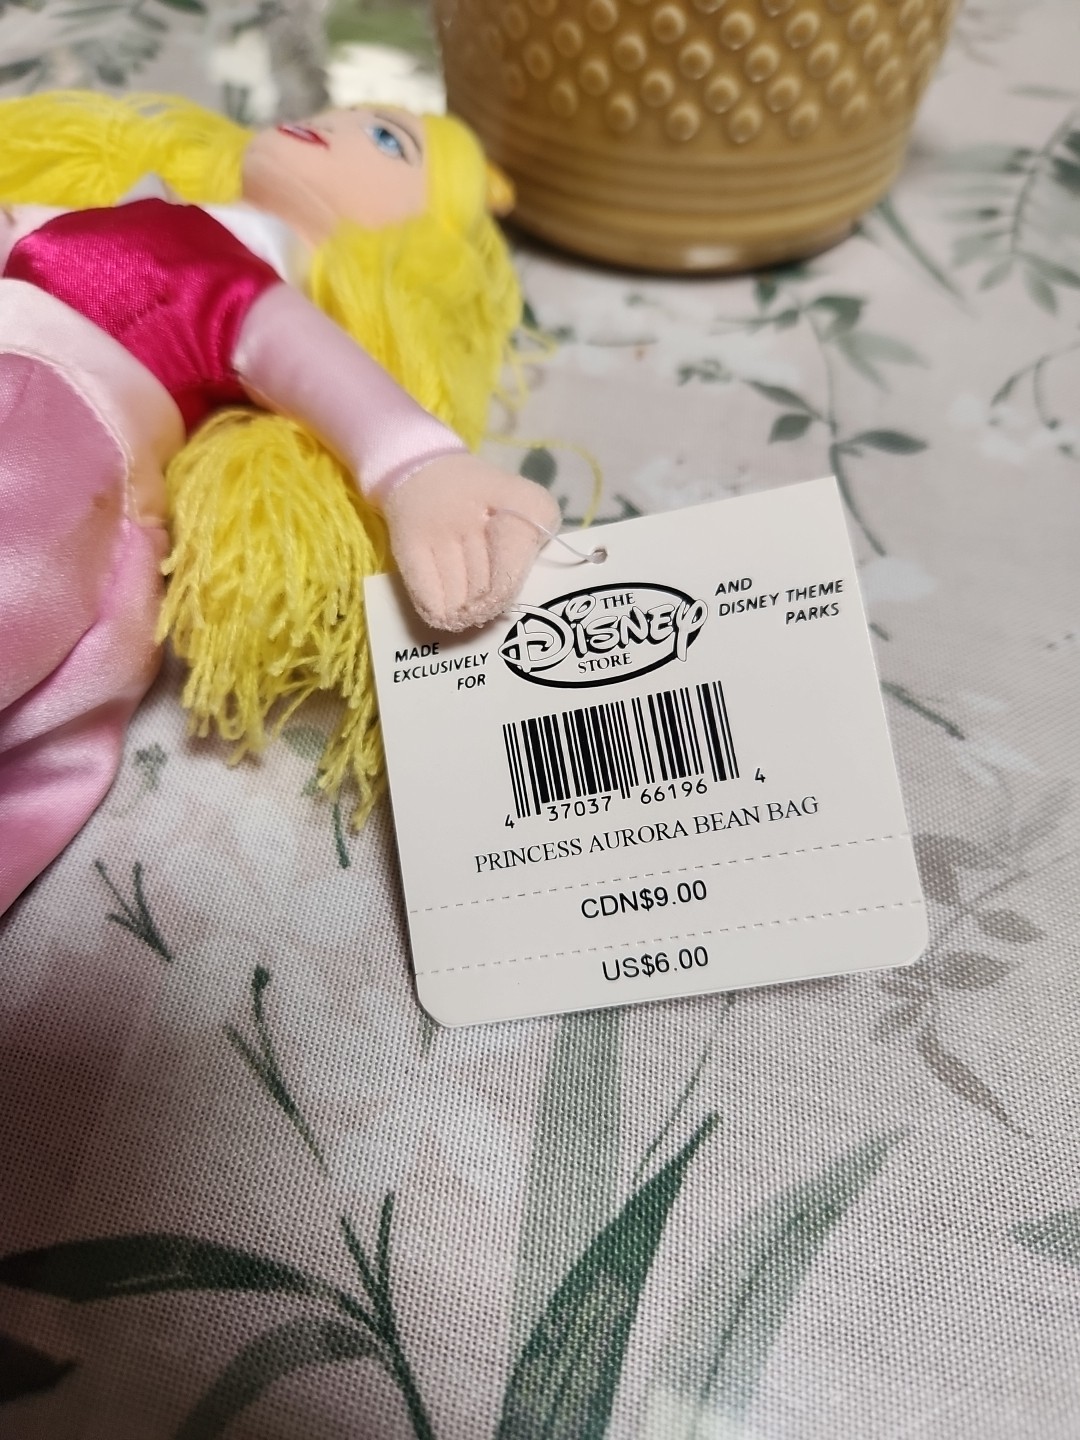 MADE
EXCLUSIVELY
FOR
THE
DISNEY
STORE
AND
DISNEY THEME
PARKS
4 37037 66196 4
PRINCESS AURORA BEAN BAG
CDN$9.00
US$6.00